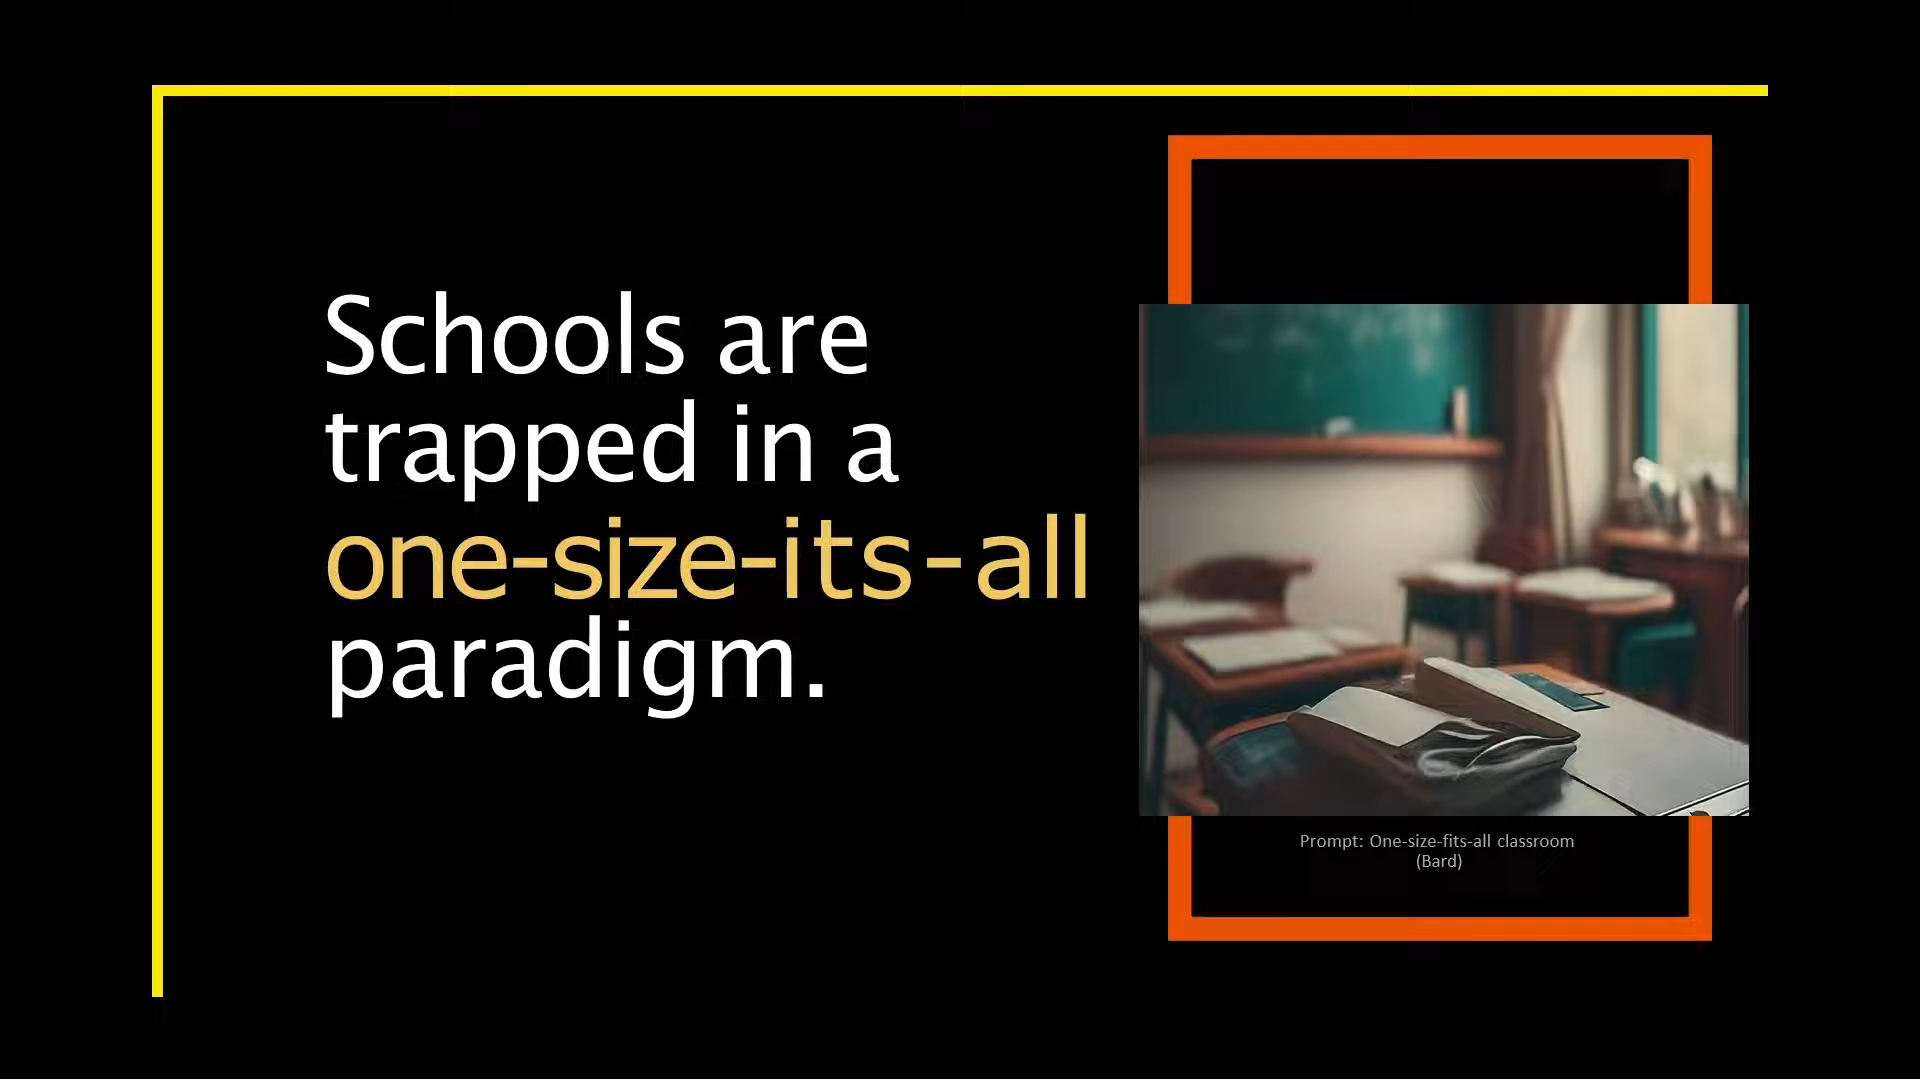 Schools are
trapped in a
one-size-its-all
paradigm.
Prompt: One-size-fits-all classroom
(Bard)